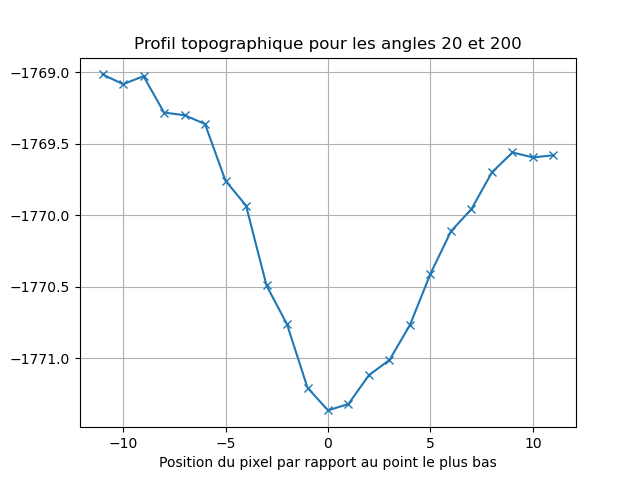 Profil topographique pour les angles 20 et 200
−1769.0
−1769.5
−1770.0
−1770.5
−1771.0
−10 −5 0 5 10
Position du pixel par rapport au point le plus bas